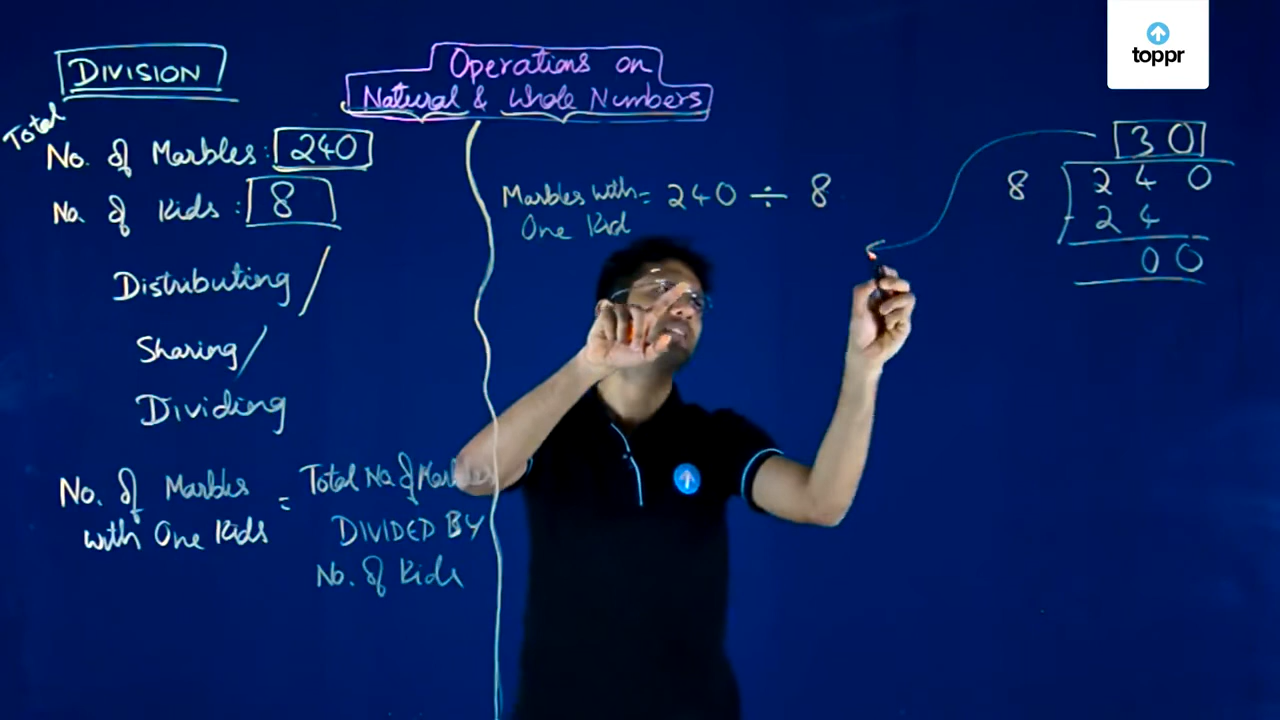 toppr
DIVISION
Operations on
Natural & Whole Numbers
Total
No. of Marbles: 240
No. of Kids: 8
Distributing /
Sharing /
Dividing
No. of Marbles
with One Kids
=
Total No. of Marbles
DIVIDED BY
No. of Kids
Marbles with = 240 ÷ 8
One Kid
30
8 240
- 24
00